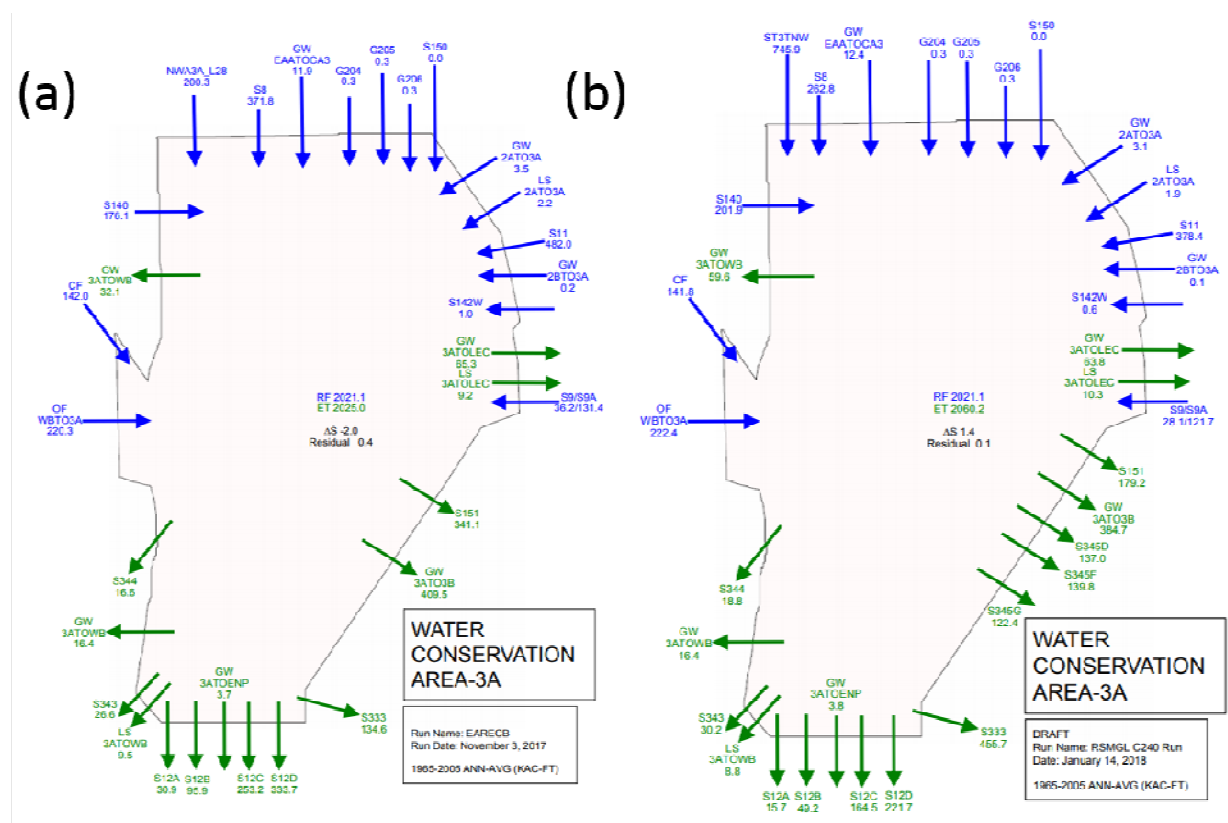 (a)
NWA3A_L28
200.3
S8
371.8
GW
EAATOCA3
11.9
G204
0.3
G205
0.3
G206
0.3
S150
0.0
GW
2ATO3A
3.5
LS
2ATO3A
2.2
S11
482.0
GW
2BTO3A
0.2
S142W
1.0
GW
3ATOLEC
65.3
LS
3ATOLEC
9.2
S9/S9A
36.2/131.4
S140
176.1
GW
3ATOWB
32.1
CF
142.0
OF
WBTO3A
220.3
RF 2021.1
ET 2025.0
ΔS -2.0
Residual 0.4
S151
341.1
GW
3ATO3B
409.5
S344
16.5
GW
3ATOWB
16.4
S343
26.6
LS
3ATOWB
9.5
GW
3ATOENP
3.7
S12A
30.9
S12B
95.9
S12C
253.2
S12D
333.7
S333
134.6
WATER
CONSERVATION
AREA-3A
Run Name: EARECB
Run Date: November 3, 2017
1965-2005 ANN-AVG (KAC-FT)
(b)
ST3TNW
745.9
S8
262.8
GW
EAATOCA3
12.4
G204
0.3
G205
0.3
G206
0.3
S150
0.0
GW
2ATO3A
3.1
LS
2ATO3A
1.9
S11
378.4
GW
2BTO3A
0.1
S142W
0.6
GW
3ATOLEC
63.8
LS
3ATOLEC
10.3
S9/S9A
28.1/121.7
S140
201.9
GW
3ATOWB
59.6
CF
141.8
OF
WBTO3A
222.4
RF 2021.1
ET 2060.2
ΔS 1.4
Residual 0.1
S151
179.2
GW
3ATO3B
384.7
S345D
137.0
S345F
139.8
S345G
122.4
S344
18.8
GW
3ATOWB
16.4
S343
30.2
LS
3ATOWB
8.8
GW
3ATOENP
3.8
S12A
15.7
S12B
49.2
S12C
164.5
S12D
221.7
S333
455.7
WATER
CONSERVATION
AREA-3A
DRAFT
Run Name: RSMGL C240 Run
Date: January 14, 2018
1965-2005 ANN-AVG (KAC-FT)